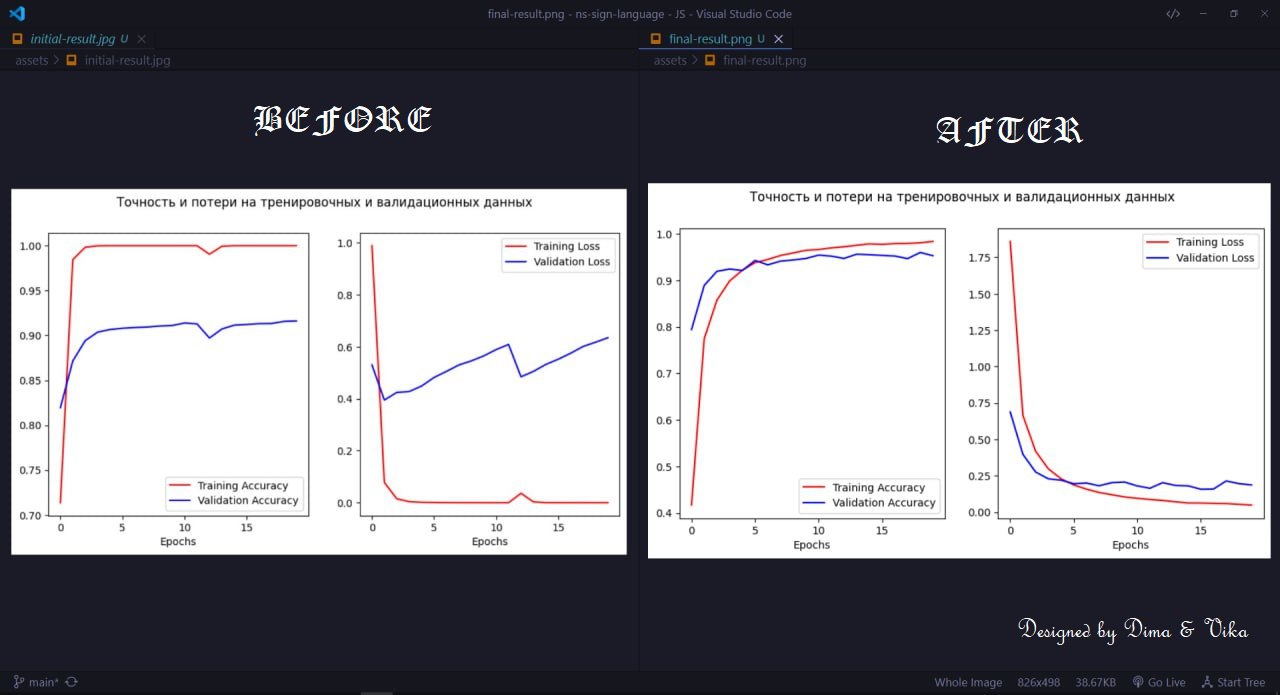 final-result.png - ns-sign-language - JS - Visual Studio Code
initial-result.jpg U
final-result.png U
assets > initial-result.jpg
assets > final-result.png
BEFORE
AFTER
Точность и потери на тренировочных и валидационных данных
1.00
0.95
0.90
0.85
0.80
0.75
0.70
0 5 10 15
Epochs
Training Accuracy
Validation Accuracy
1.0
0.8
0.6
0.4
0.2
0.0
0 5 10 15
Epochs
Training Loss
Validation Loss
Точность и потери на тренировочных и валидационных данных
1.0
0.9
0.8
0.7
0.6
0.5
0.4
0 5 10 15
Epochs
Training Accuracy
Validation Accuracy
1.75
1.50
1.25
1.00
0.75
0.50
0.25
0.00
0 5 10 15
Epochs
Training Loss
Validation Loss
Designed by Dima & Vika
main* Whole Image 826x498 38.67KB Go Live Start Tree